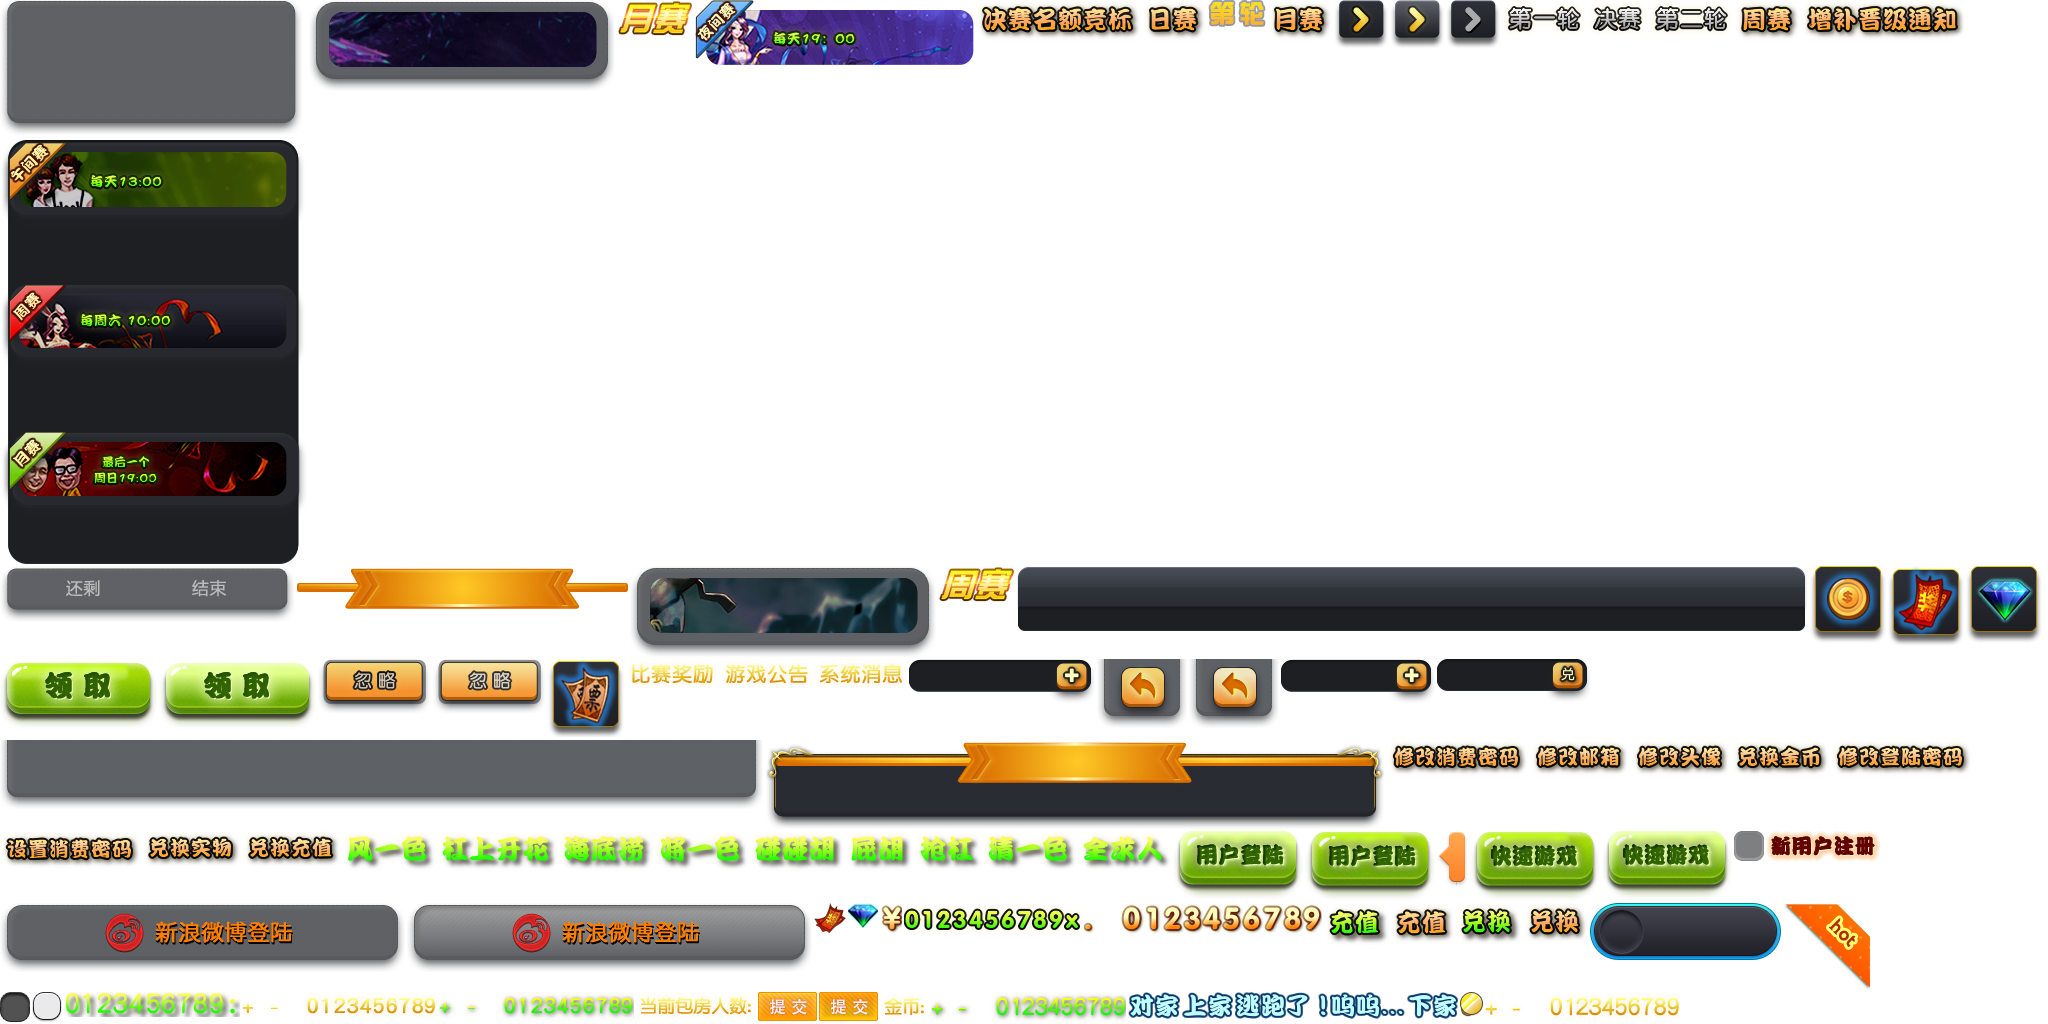 月赛
夜间赛
每天19:00
决赛名额竞标 日赛 第轮 月赛
第一轮 决赛 第二轮 周赛 增补晋级通知
午间赛
每天13:00
周赛
每周六 10:00
月赛
最后一个
周日19:00
还剩 结束
周赛
领取 领取 忽略 忽略 票 比赛奖励 游戏公告 系统消息 兑
修改消费密码 修改邮箱 修改头像 兑换金币 修改登陆密码
设置消费密码 兑换实物 兑换充值 风一色 杠上开花 海底捞 将一色 碰碰胡 屁胡 抢杠 清一色 全求人 用户登陆 用户登陆 快速游戏 快速游戏 新用户注册
新浪微博登陆 新浪微博登陆 ¥0123456789x. 0123456789 充值 充值 兑换 兑换 hot
0123456789:+ - 0123456789+ - 0123456789 当前包房人数: 提交 提交 金币: + - 0123456789 对家 上家 逃跑了!呜呜... 下家 + - 0123456789